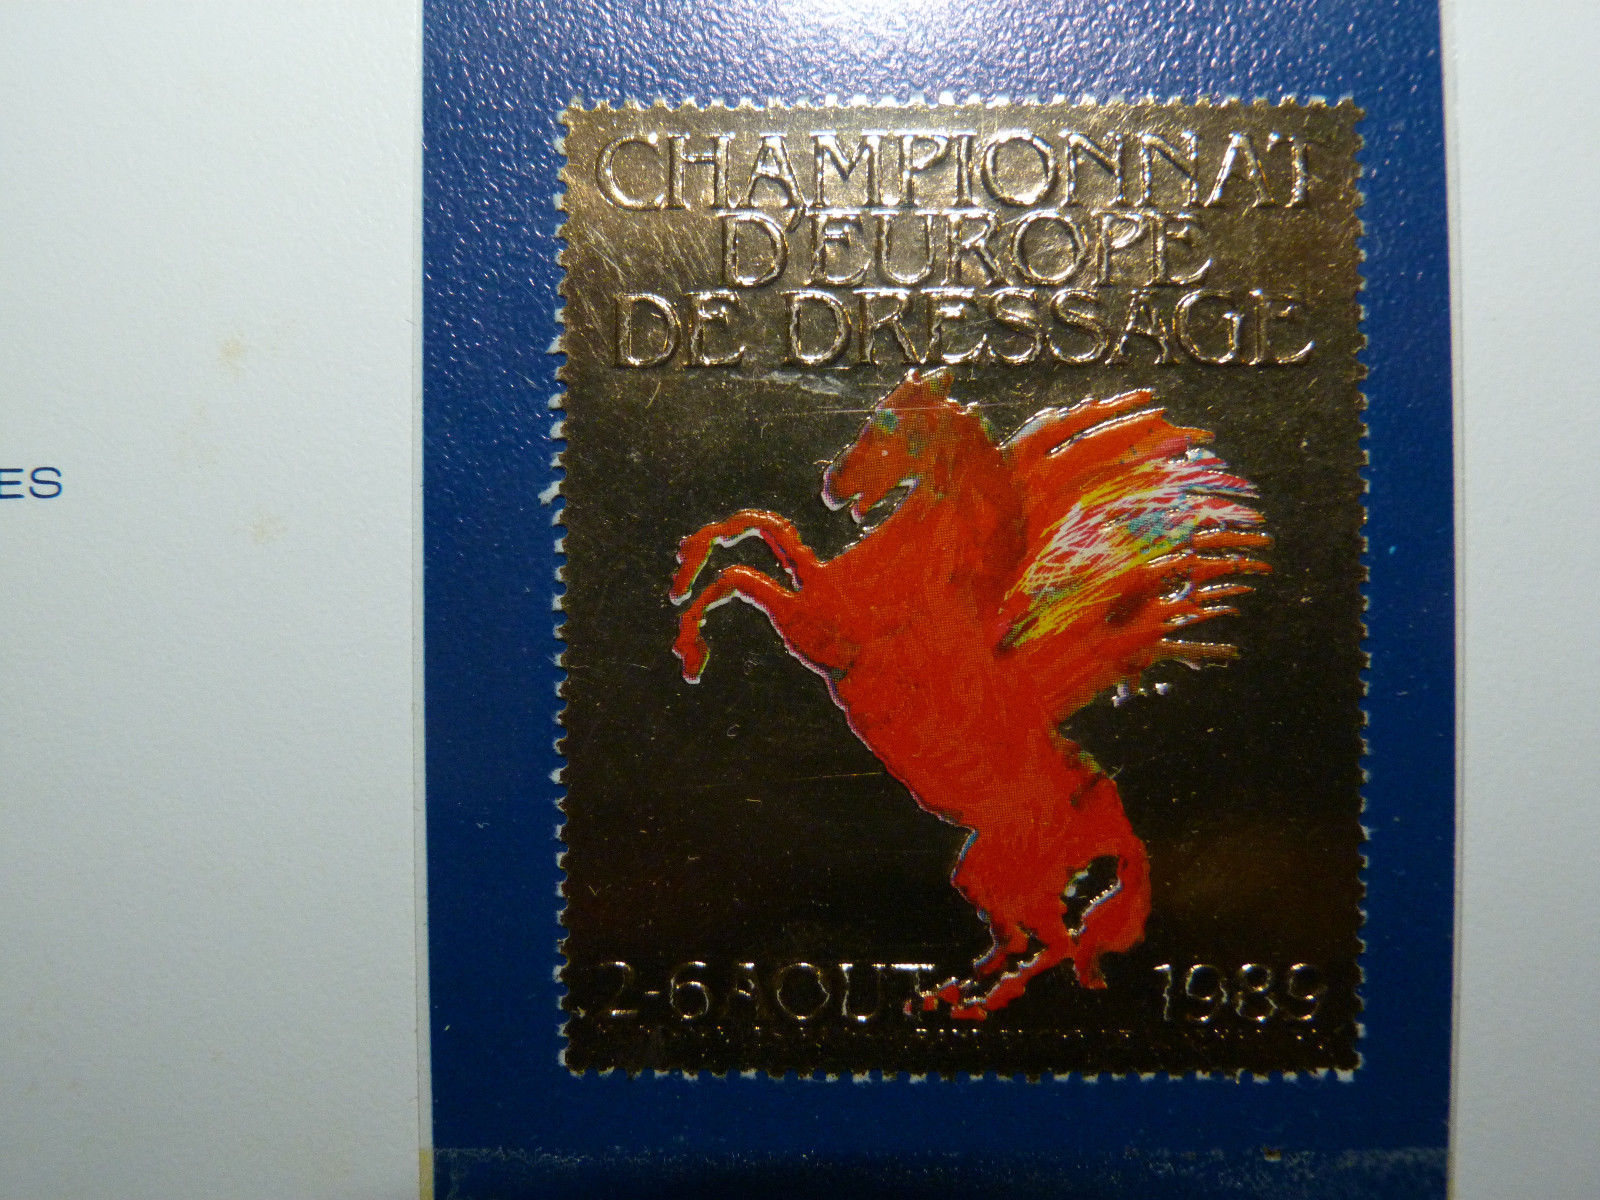 CHAMPIONNAT
D'EUROPE
DE DRESSAGE
ES
2-6 AOUT 1989